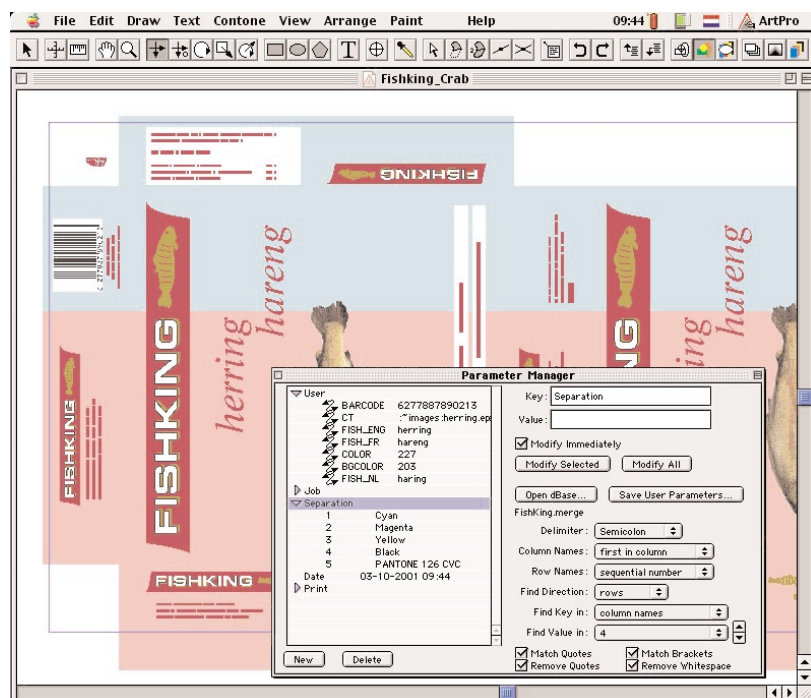 File Edit Draw Text Contone View Arrange Paint Help 09:44 ArtPro
Fishking_Crab
FISHKING
FISHKING
herring
hareng
FISHKING
FISHKING
herring
hareng
FISHKING
Parameter Manager
User
BARCODE 6277887890213
CT :"images:herring.ep
FISH_ENG herring
FISH_FR hareng
COLOR 227
BGCOLOR 203
FISH_NL haring
Job
Separation
1 Cyan
2 Magenta
3 Yellow
4 Black
5 PANTONE 126 CVC
Date 03-10-2001 09:44
Print
New Delete
Key: Separation
Value:
Modify Immediately
Modify Selected Modify All
Open dBase... Save User Parameters...
FishKing.merge
Delimiter: Semicolon
Column Names: first in column
Row Names: sequential number
Find Direction: rows
Find Key in: column names
Find Value in: 4
Match Quotes Match Brackets
Remove Quotes Remove Whitespace